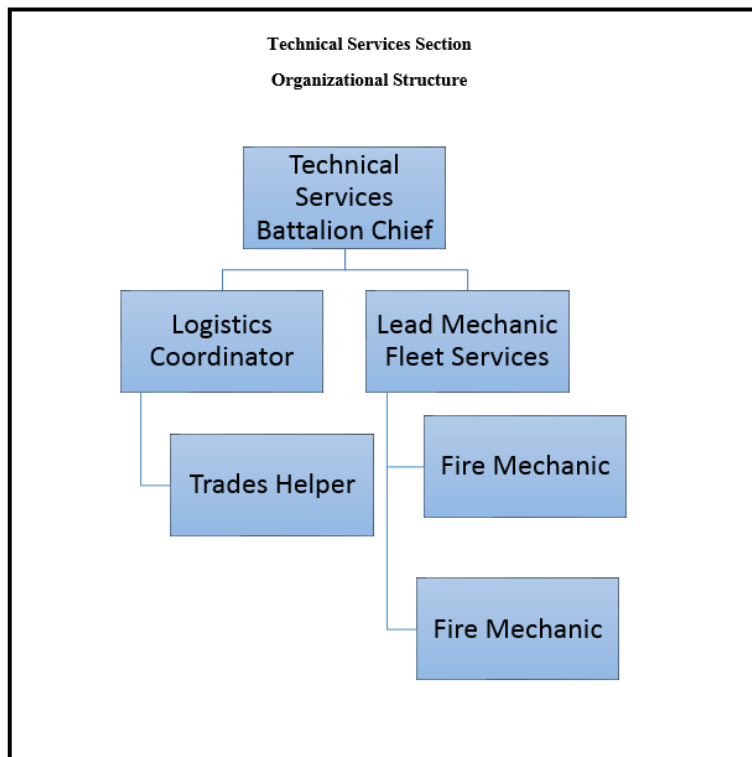 Technical Services Section
Organizational Structure
Technical
Services
Battalion Chief
Logistics
Coordinator
Lead Mechanic
Fleet Services
Trades Helper
Fire Mechanic
Fire Mechanic